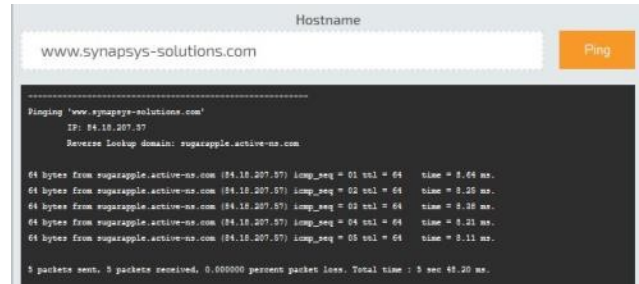 Hostname
www.synapsys-solutions.com
Ping
------------------------------------------------------------
Pinging 'www.synapsys-solutions.com'
IP: 84.18.207.57
Reverse Lookup domain: sugarapple.active-ns.com
64 bytes from sugarapple.active-ns.com (84.18.207.57) icmp_seq = 01 ttl = 64 time = 8.64 ms.
64 bytes from sugarapple.active-ns.com (84.18.207.57) icmp_seq = 02 ttl = 64 time = 8.25 ms.
64 bytes from sugarapple.active-ns.com (84.18.207.57) icmp_seq = 03 ttl = 64 time = 8.28 ms.
64 bytes from sugarapple.active-ns.com (84.18.207.57) icmp_seq = 04 ttl = 64 time = 8.21 ms.
64 bytes from sugarapple.active-ns.com (84.18.207.57) icmp_seq = 05 ttl = 64 time = 8.11 ms.
5 packets sent, 5 packets received, 0.000000 percent packet loss. Total time : 5 sec 48.20 ms.